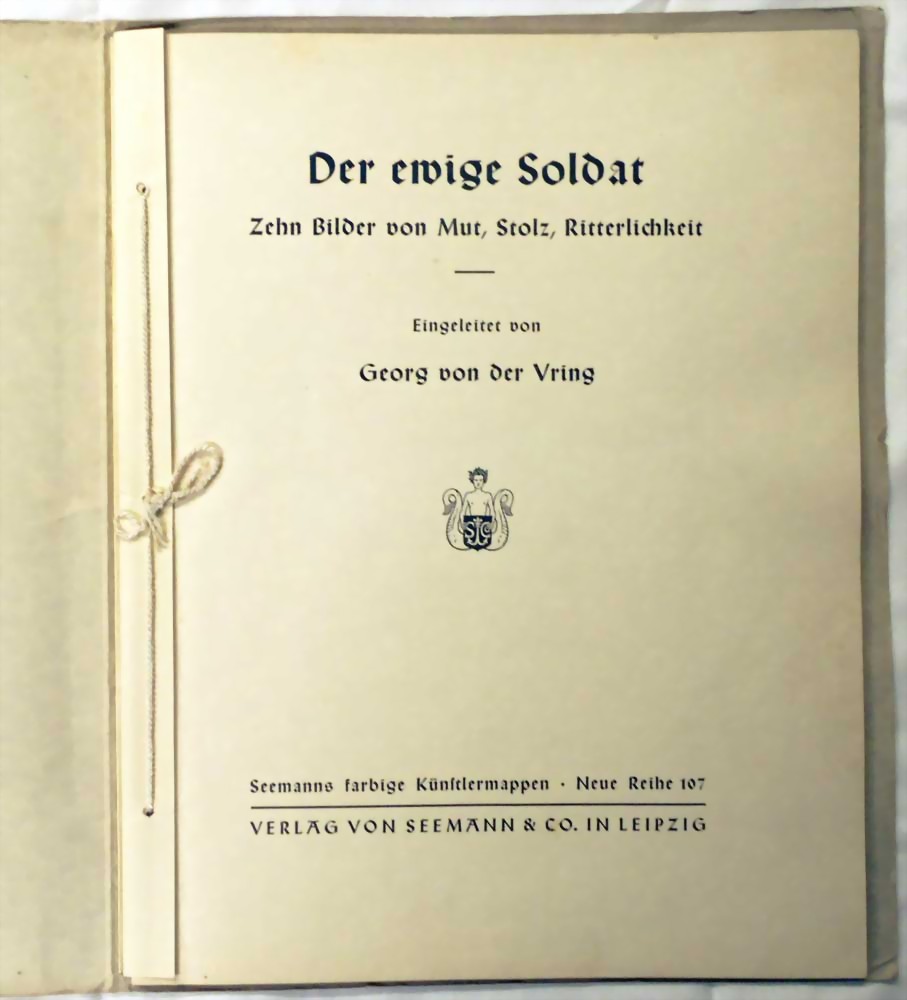 Der ewige Soldat
Zehn Bilder von Mut, Stolz, Ritterlichkeit
Eingeleitet von
Georg von der Vring
SC
Seemanns farbige Künſtlermappen · Neue Reihe 107
VERLAG VON SEEMANN & CO. IN LEIPZIG